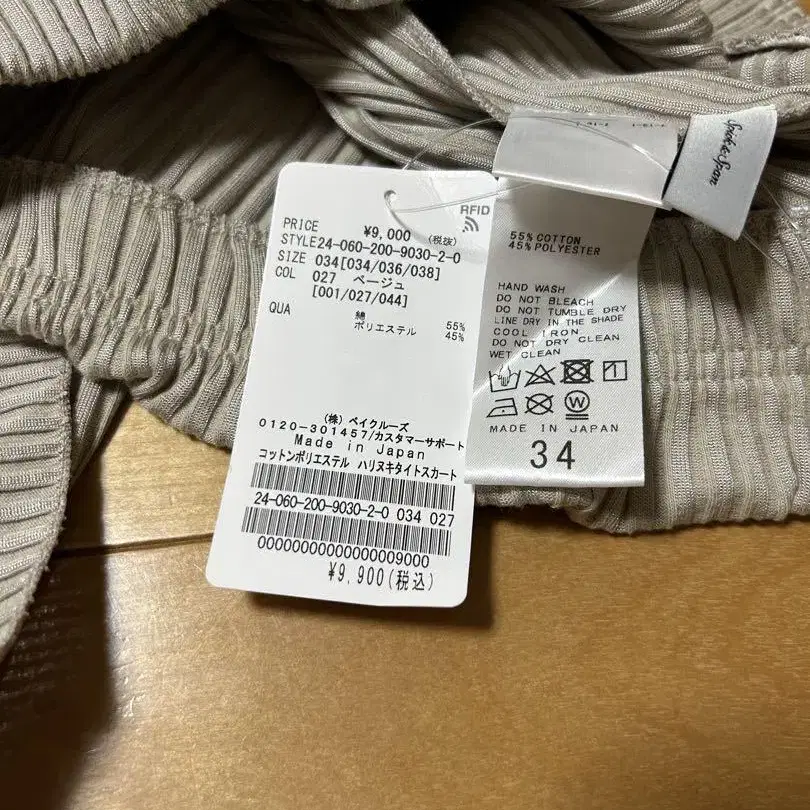 PRICE ¥9,000 (税抜)
STYLE24-060-200-9030-2-0
SIZE 034[034/036/038]
COL 027 ベージュ
[001/027/044]
QUA 綿 55%
ポリエステル 45%
(株)ベイクルーズ
0120-301457/カスタマーサポート
Made in Japan
コットンポリエステル ハリヌキタイトスカート
24-060-200-9030-2-0 034 027
¥9,900(税込)
RFID
55% COTTON
45% POLYESTER
HAND WASH
DO NOT BLEACH
DO NOT TUMBLE DRY
LINE DRY IN THE SHADE
COOL IRON
DO NOT DRY CLEAN
WET CLEAN
W
MADE IN JAPAN
34
Spick & Span